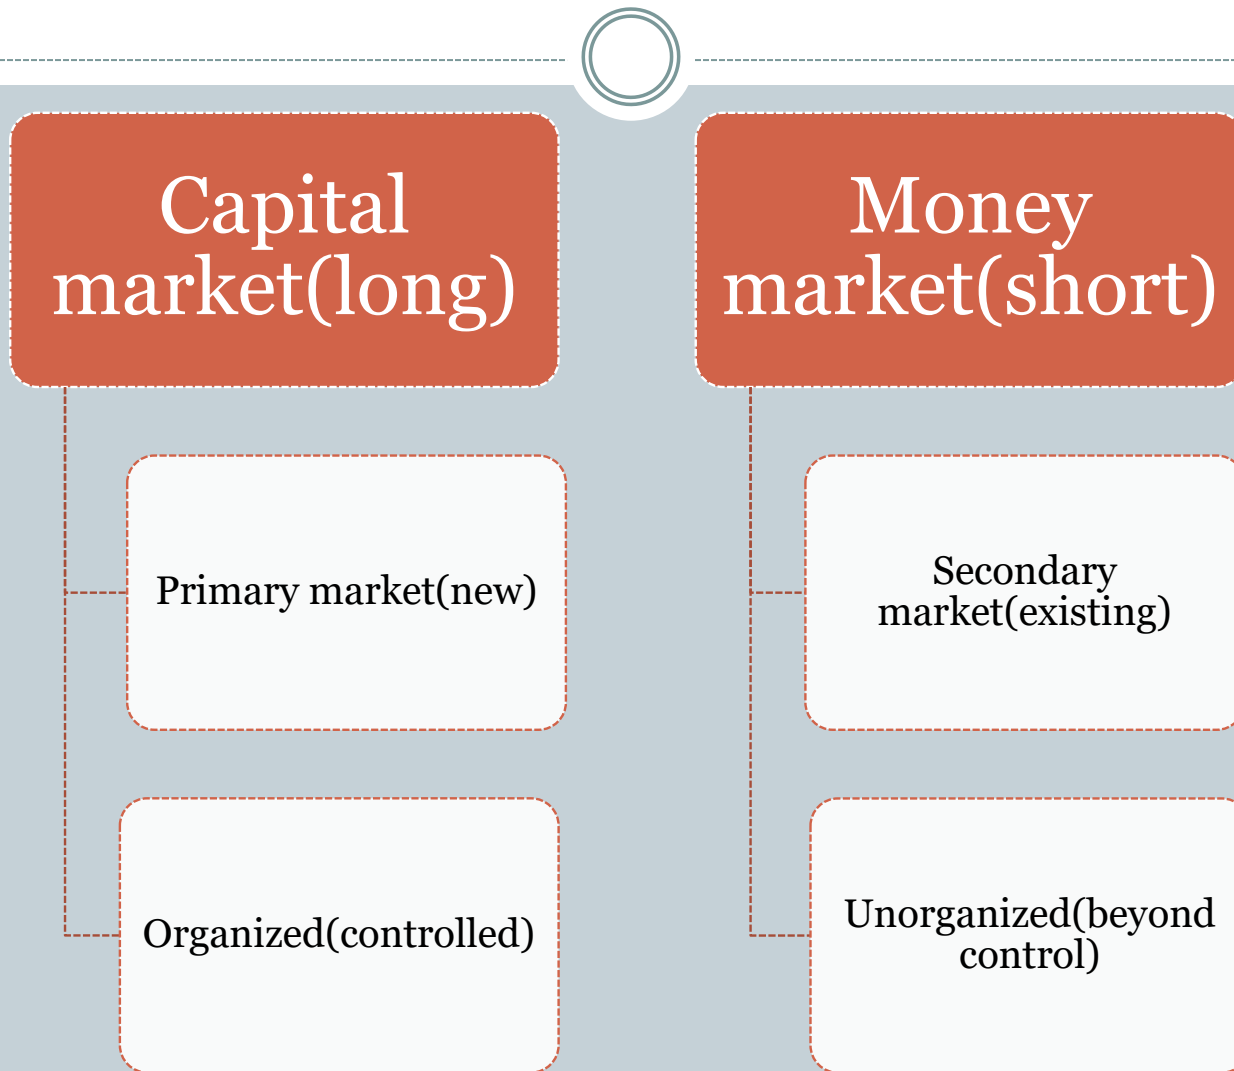 Capital
market(long)
Money
market(short)
Primary market(new)
Secondary
market(existing)
Organized(controlled)
Unorganized(beyond
control)